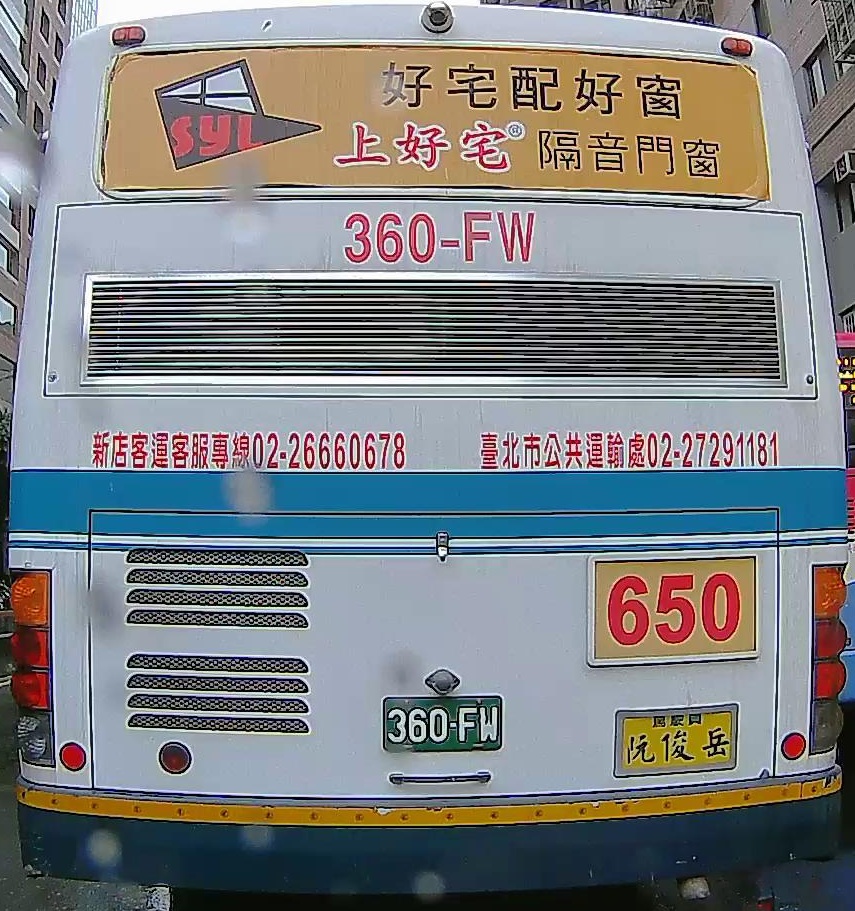 SYL
好宅配好窗
上好宅® 隔音門窗
360-FW
新店客運客服專線02-26660678
臺北市公共運輸處02-27291181
650
360-FW
駕駛員
阮俊岳